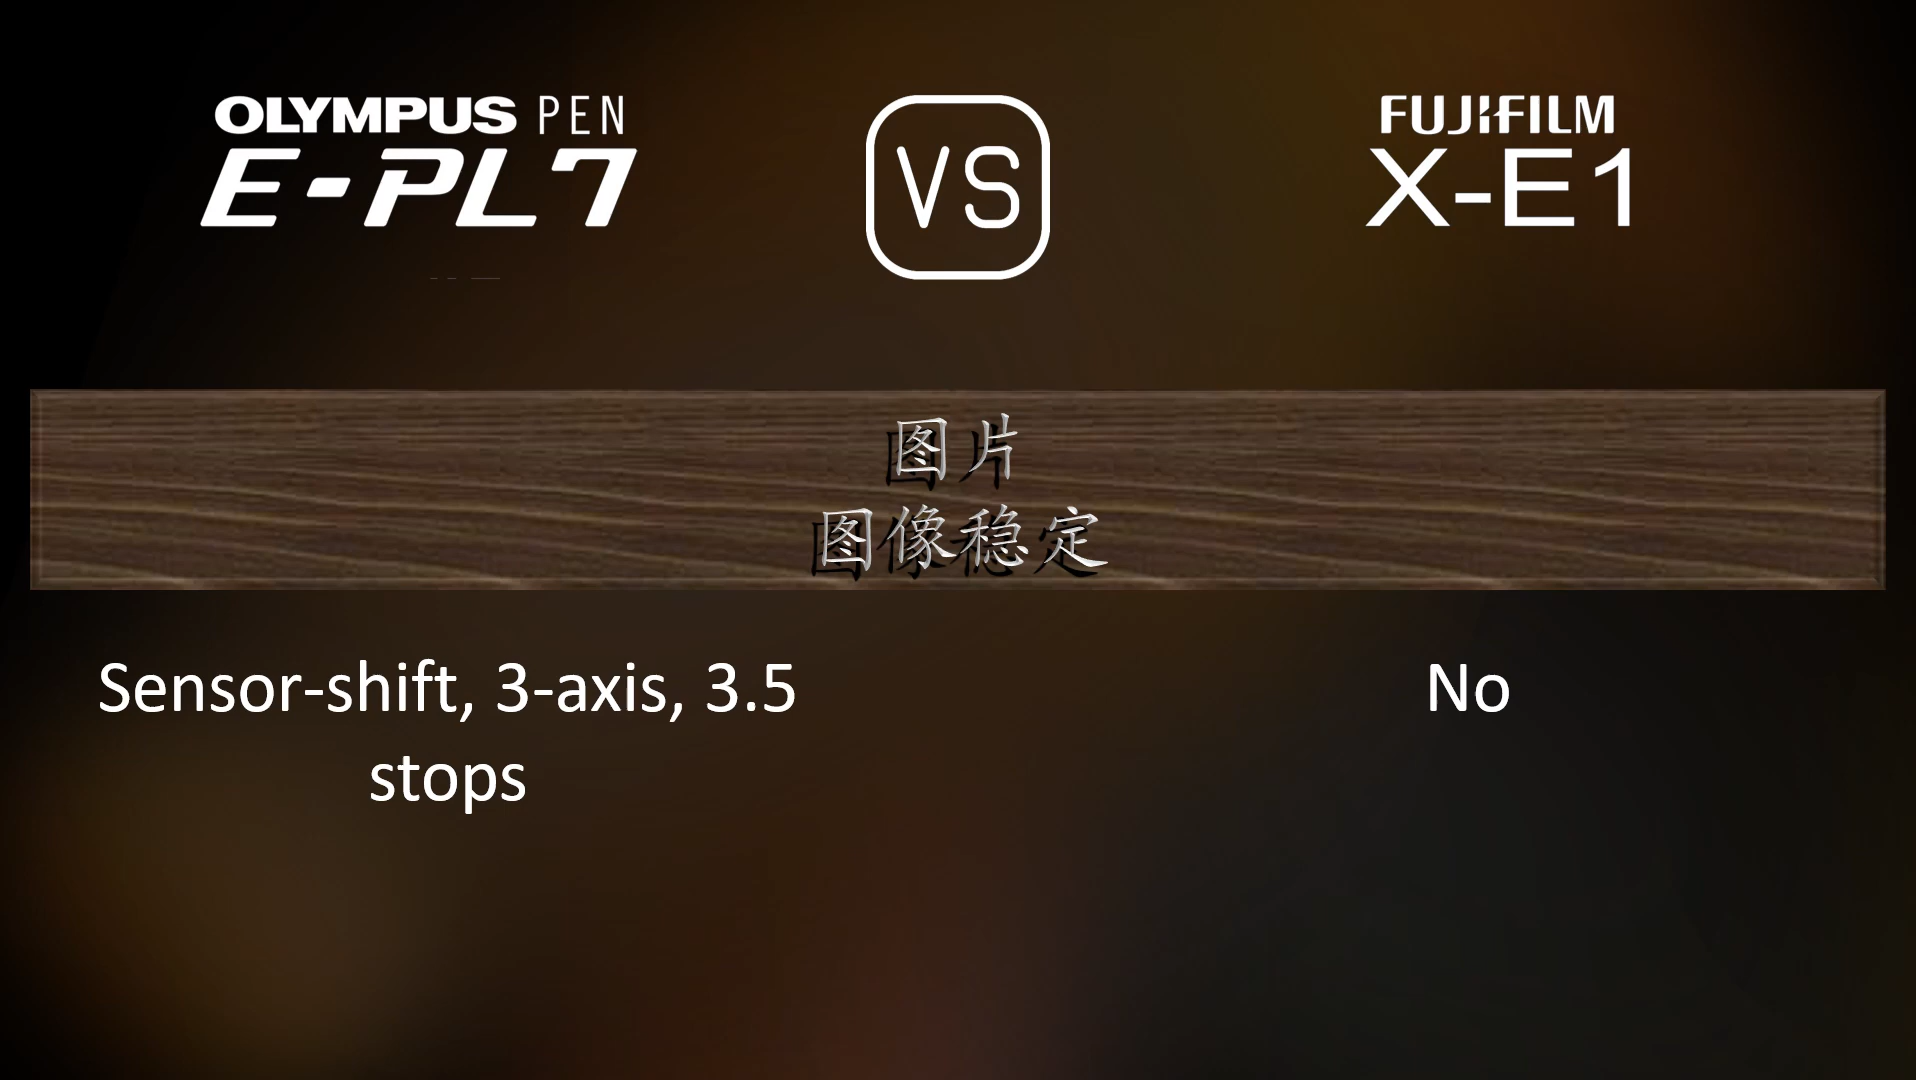 OLYMPUS PEN
E-PL7
VS
FUJIFILM
X-E1
图片
图像稳定
Sensor-shift, 3-axis, 3.5
stops
No